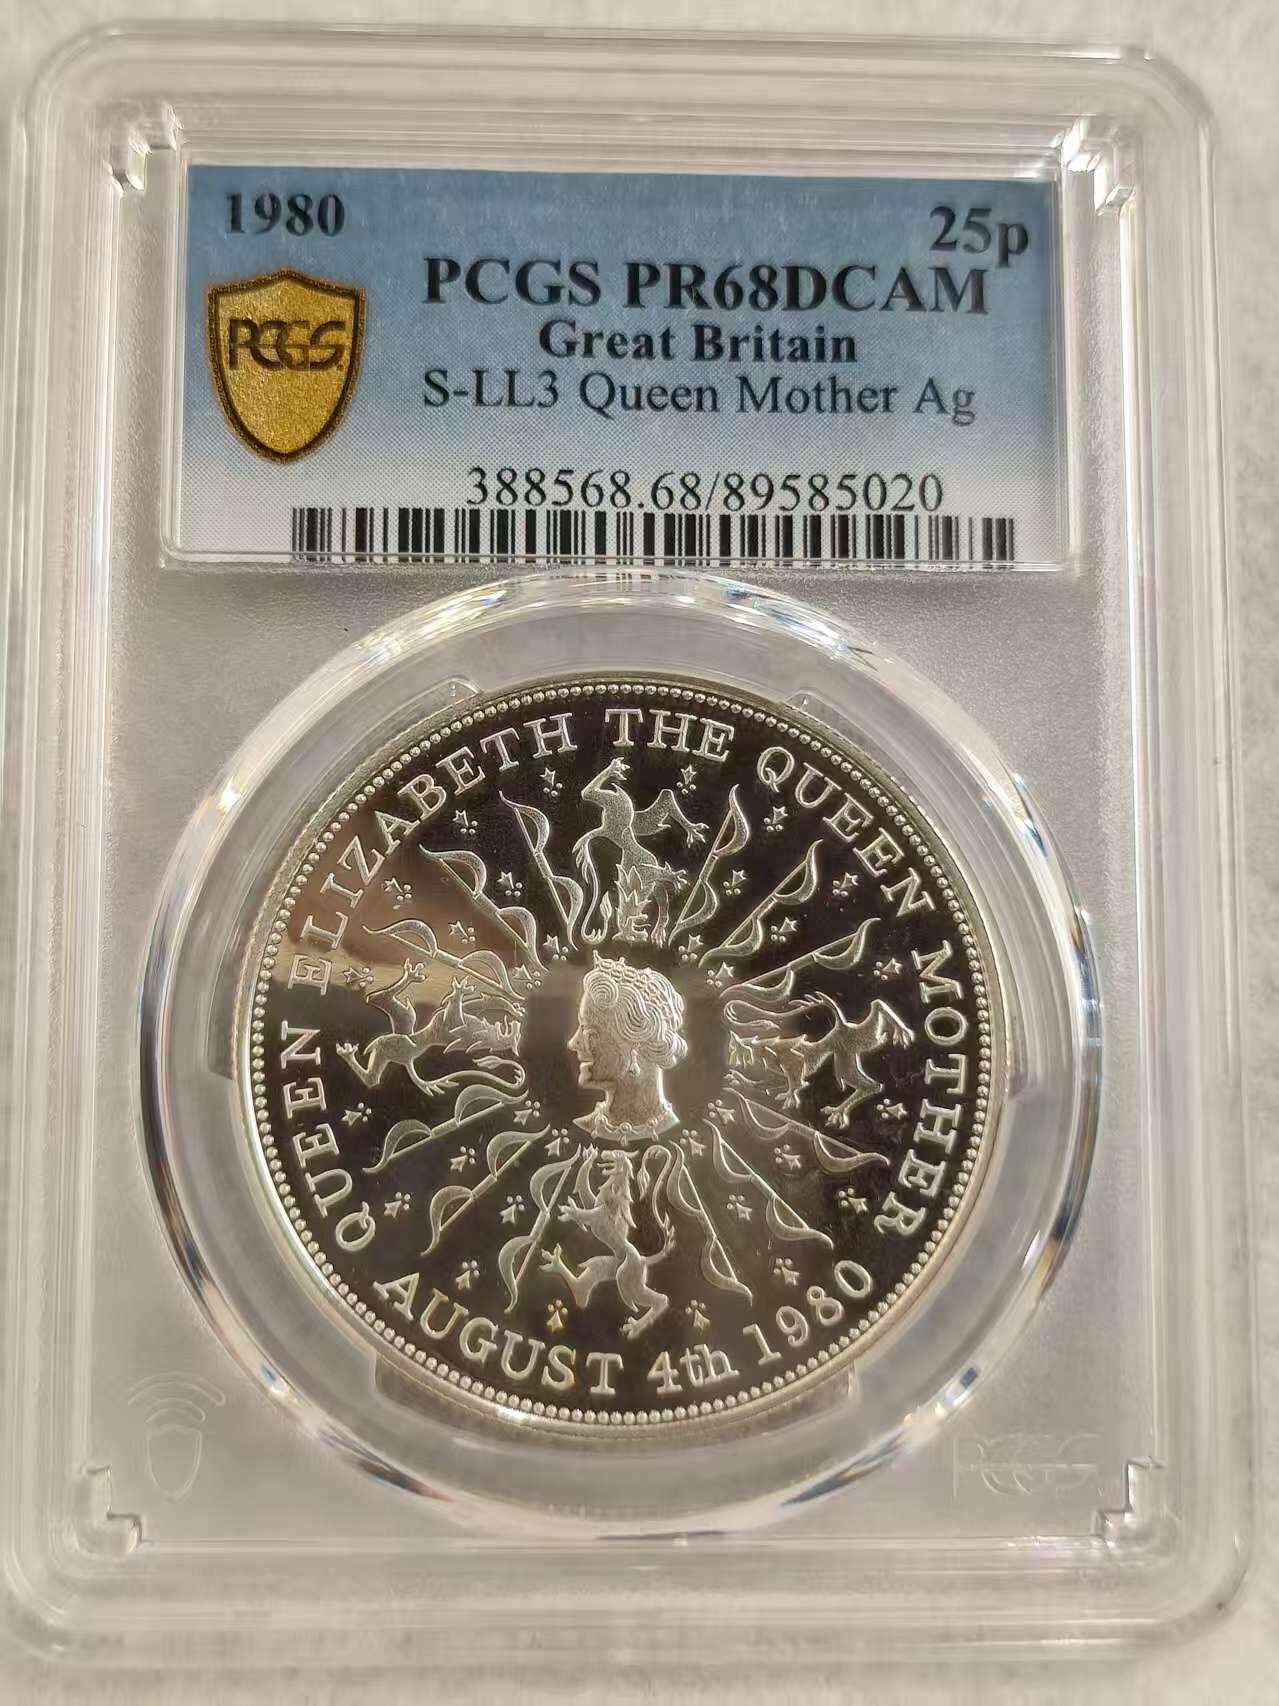 1980
25p
PCGS PR68DCAM
Great Britain
S-LL3 Queen Mother Ag
PCGS
388568.68/89585020
QUEEN ELIZABETH THE QUEEN MOTHER
AUGUST 4th 1980
PCGS